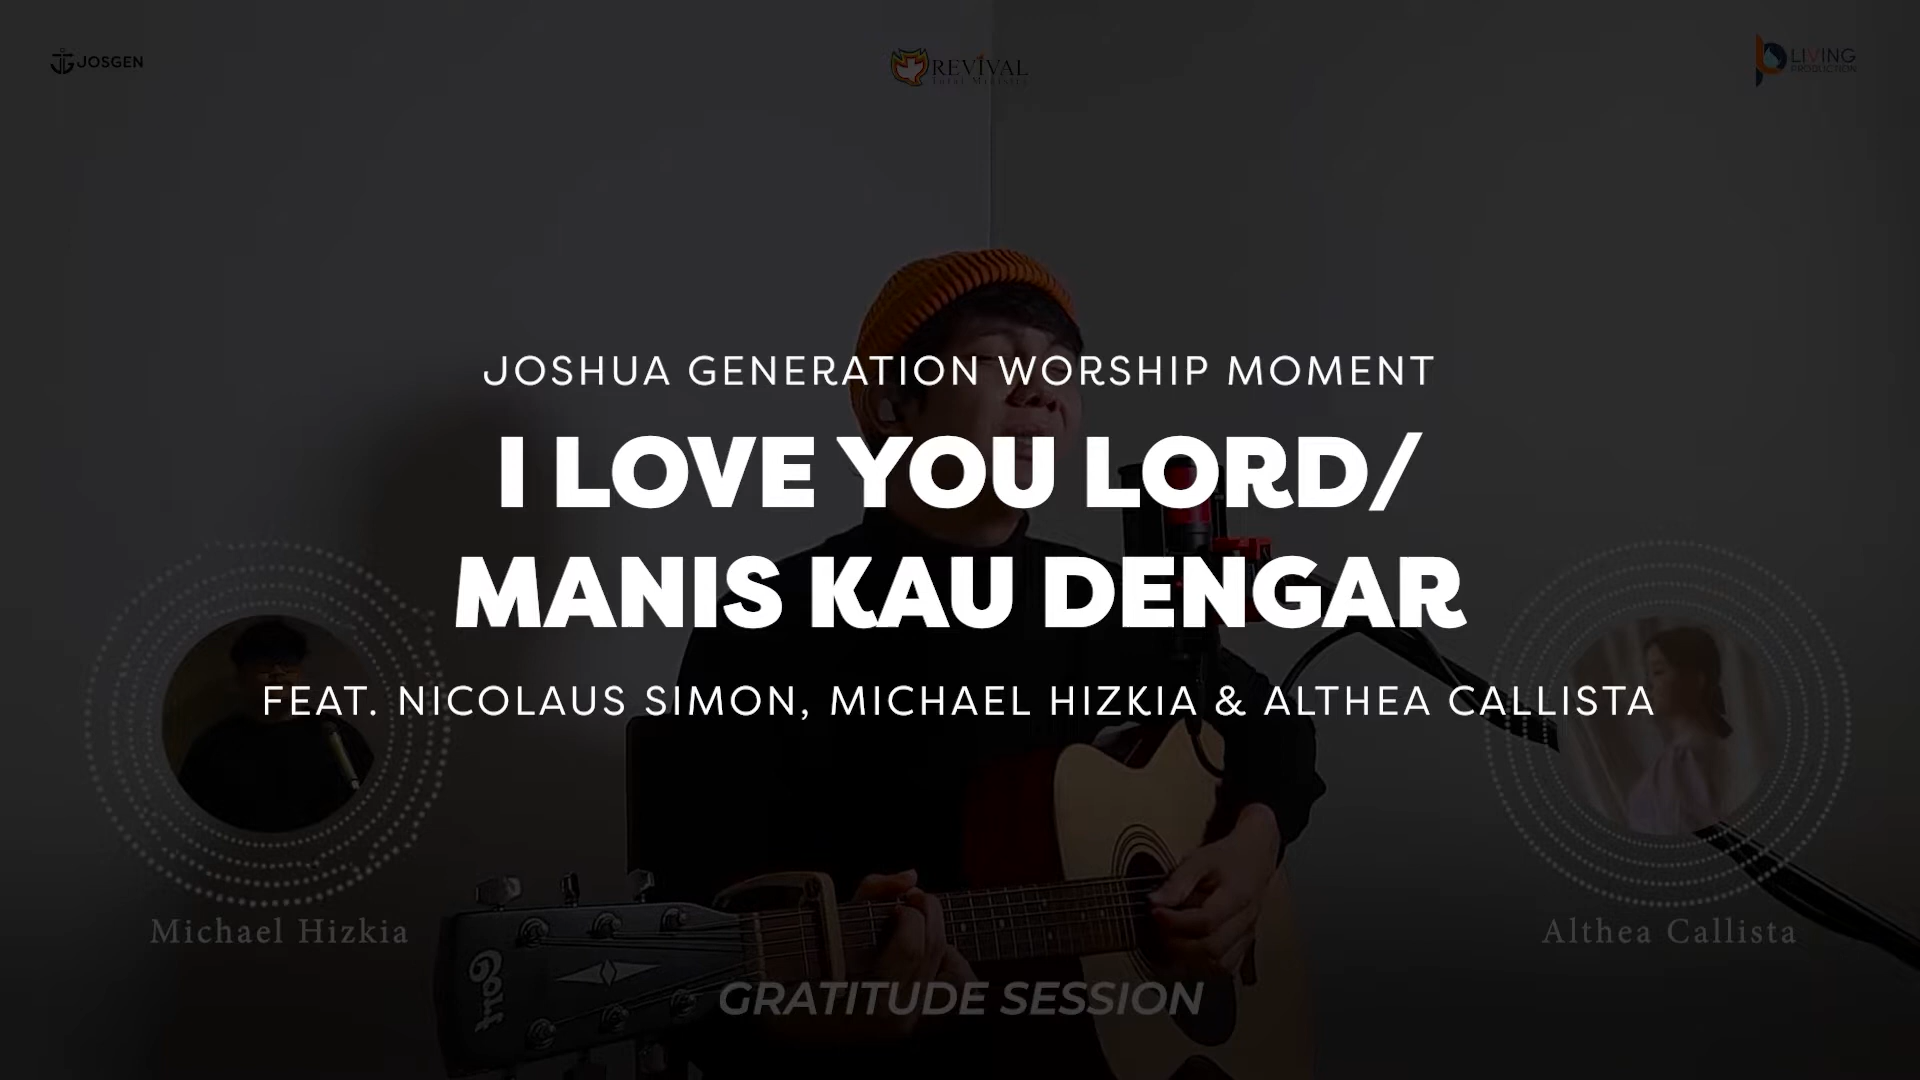 JOSGEN
REVIVAL
LIVING
PRODUCTION
JOSHUA GENERATION WORSHIP MOMENT
I LOVE YOU LORD/
MANIS KAU DENGAR
FEAT. NICOLAUS SIMON, MICHAEL HIZKIA & ALTHEA CALLISTA
Michael Hizkia
Althea Callista
GRATITUDE SESSION